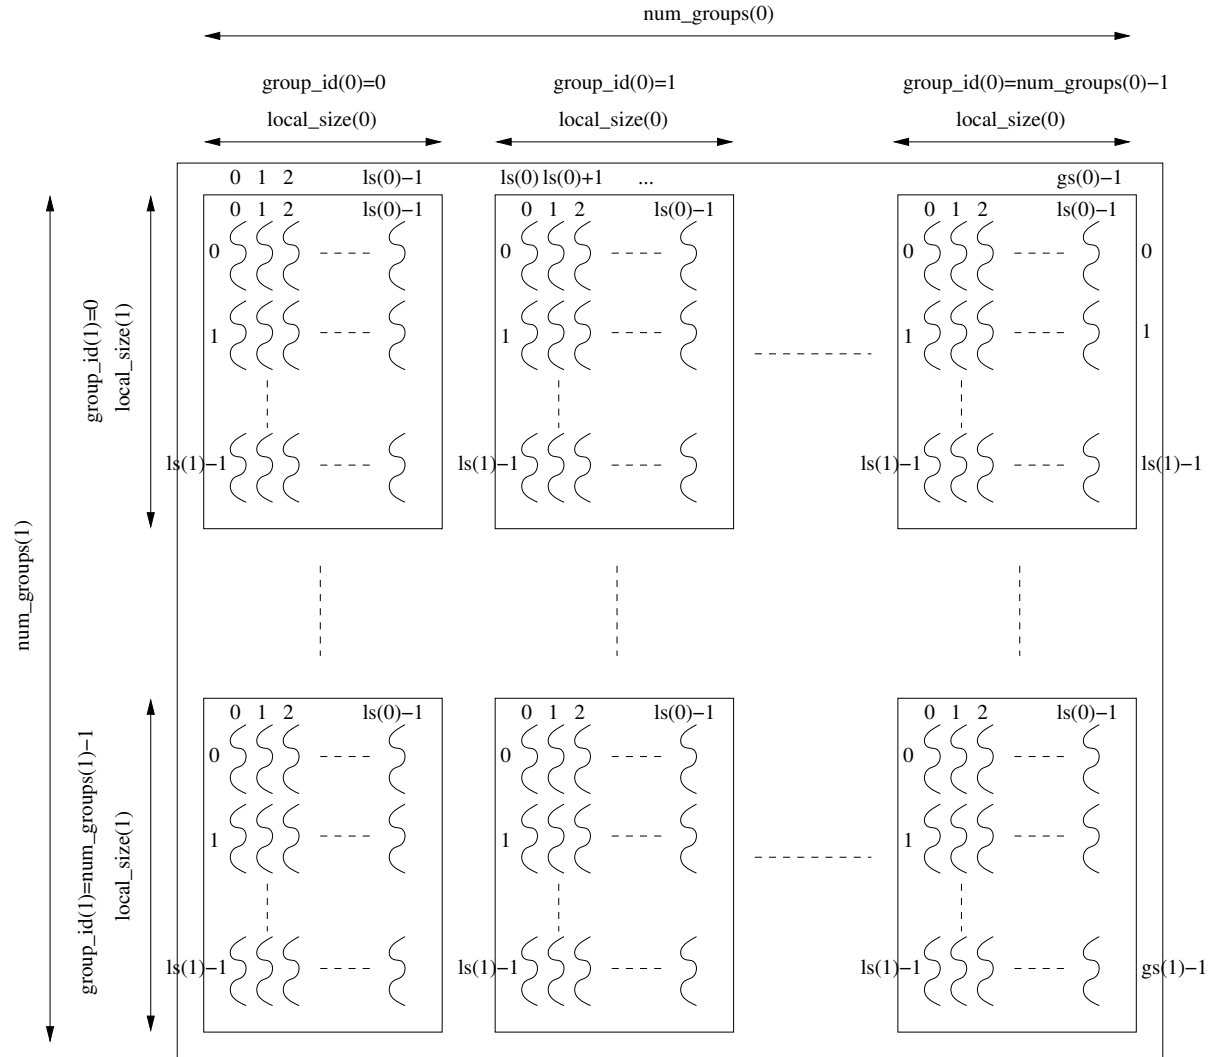 num_groups(0)
group_id(0)=0 group_id(0)=1 group_id(0)=num_groups(0)−1
local_size(0) local_size(0) local_size(0)
0 1 2 ls(0)−1 ls(0) ls(0)+1 ... gs(0)−1
0 1 2 ls(0)−1 0 1 2 ls(0)−1 0 1 2 ls(0)−1
0 0 0 0
1 1 1 1
ls(1)−1 ls(1)−1 ls(1)−1 ls(1)−1
group_id(1)=0
local_size(1)
num_groups(1)
0 1 2 ls(0)−1 0 1 2 ls(0)−1 0 1 2 ls(0)−1
0 0 0
1 1 1
ls(1)−1 ls(1)−1 ls(1)−1 gs(1)−1
group_id(1)=num_groups(1)−1
local_size(1)